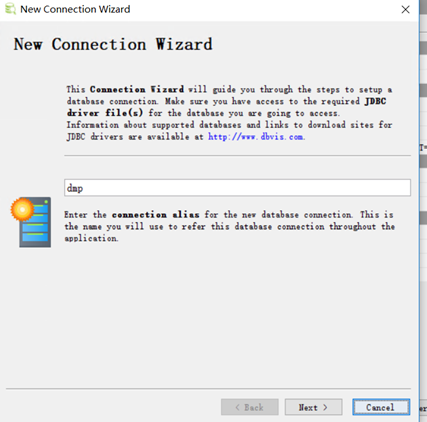 New Connection Wizard
New Connection Wizard
This Connection Wizard will guide you through the steps to setup a
database connection. Make sure you have access to the required JDBC
driver file(s) for the database you are going to access.
Information about supported databases and links to download sites for
JDBC drivers are available at http://www.dbvis.com.
dmp
Enter the connection alias for the new database connection. This is
the name you will use to refer this database connection throughout the
application.
< Back
Next >
Cancel